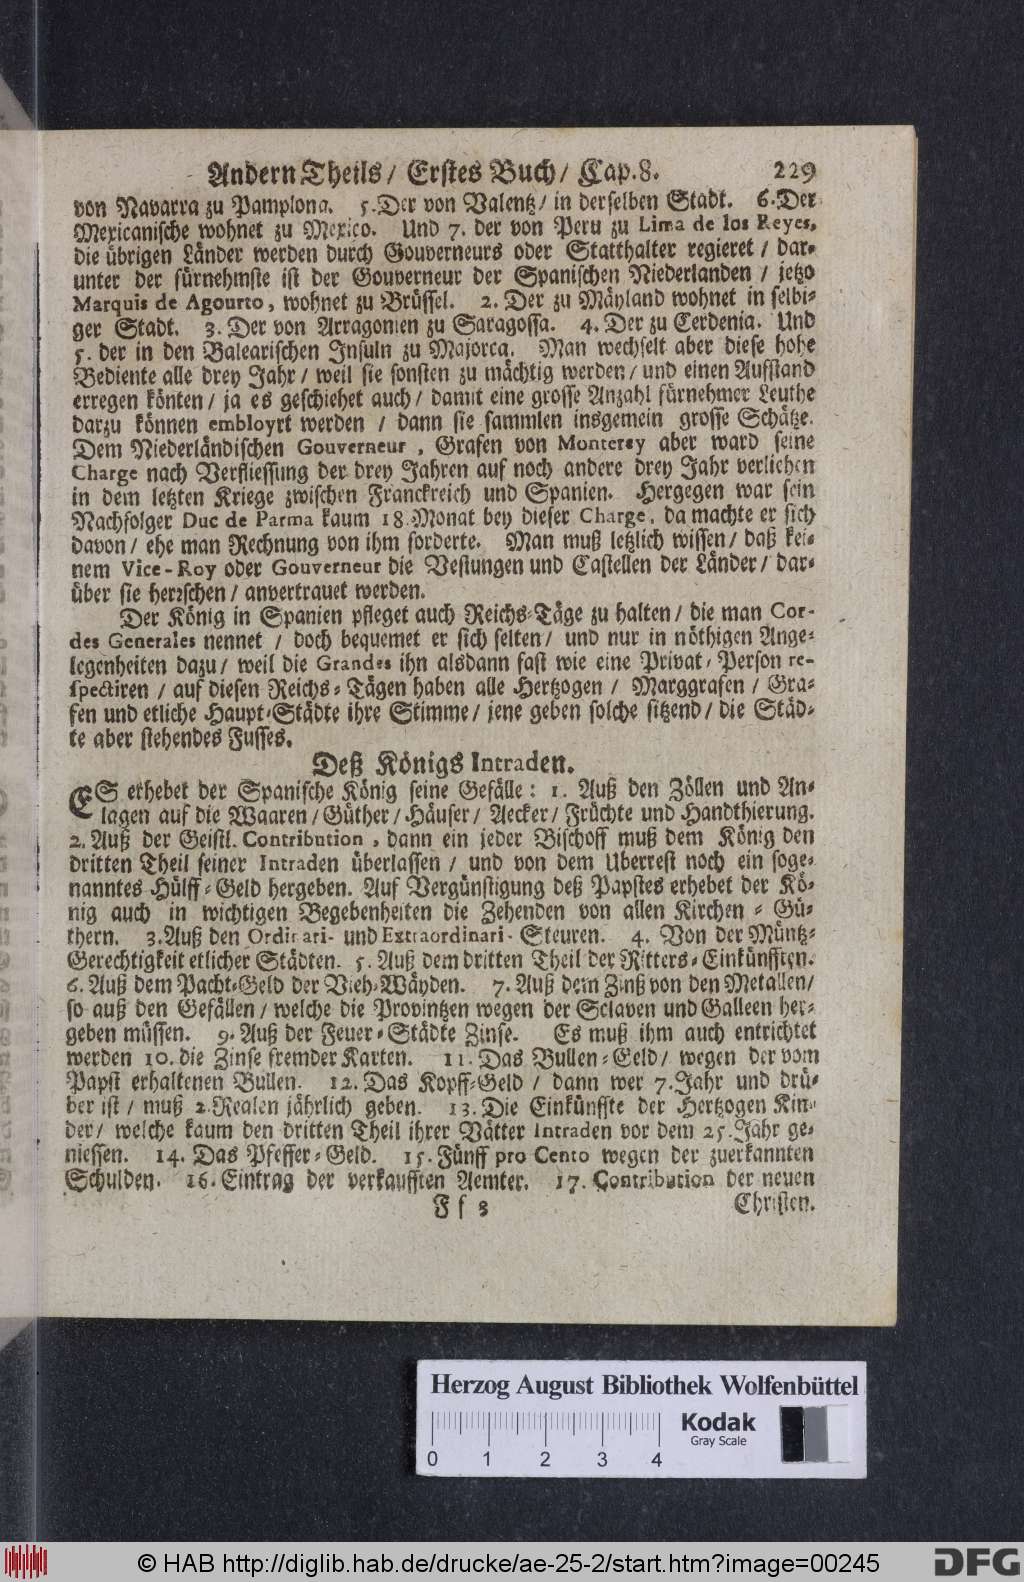 Andern Theils/ Erstes Buch/ Cap. 8. 229
von Navarra zu Pamplona. 5. Der von Valentz/ in derselben Stadt. 6. Der
Mexicanische wohnet zu Mexico. Und 7. der von Peru zu Lima de los Reyes,
die übrigen Länder werden durch Gouverneurs oder Statthalter regieret/ dar-
unter der fürnehmste ist der Gouverneur der Spanischen Niederlanden/ jetzo
Marquis de Agourto, wohnet zu Brüssel. 2. Der zu Mäyland wohnet in selbi-
ger Stadt. 3. Der von Arragonien zu Saragossa. 4. Der zu Cerdenia. Und
5. der in den Balearischen Insuln zu Majorca. Man wechselt aber diese hohe
Bediente alle drey Jahr/ weil sie sonsten zu mächtig werden/ und einen Aufstand
erregen könten/ ja es geschiehet auch/ damit eine grosse Anzahl fürnehmer Leuthe
darzu können embloyrt werden/ dann sie sammlen insgemein grosse Schätze.
Dem Niederländischen Gouverneur, Grafen von Monterey aber ward seine
Charge nach Verfliessung der drey Jahren auf noch andere drey Jahr verliehen
in dem letzten Kriege zwischen Franckreich und Spanien. Hergegen war sein
Nachfolger Duc de Parma kaum 18. Monat bey dieser Charge, da machte er sich
davon/ ehe man Rechnung von ihm forderte. Man muß letzlich wissen/ daß kei-
nem Vice-Roy oder Gouverneur die Vestungen und Castellen der Länder/ dar-
über sie herrschen/ anvertrauet werden.
Der König in Spanien pfleget auch Reichs-Täge zu halten/ die man Cor-
des Generales nennet/ doch bequemet er sich selten/ und nur in nöthigen Ange-
legenheiten dazu/ weil die Grandes ihn alsdann fast wie eine Privat-Person re-
spectiren/ auf diesen Reichs-Tägen haben alle Hertzogen/ Marggrafen/ Gra-
fen und etliche Haupt-Städte ihre Stimme/ jene geben solche sitzend/ die Städ-
te aber stehendes Fusses.
Deß Königs Intraden.
ES erhebet der Spanische König seine Gefälle: 1. Auß den Zöllen und An-
lagen auf die Waaren/ Güther/ Häuser/ Aecker/ Früchte und Handthierung.
2. Auß der Geistl. Contribution, dann ein jeder Bischoff muß dem König den
dritten Theil seiner Intraden überlassen/ und von dem Uberrest noch ein soge-
nanntes Hülff-Geld hergeben. Auf Vergünstigung deß Papstes erhebet der Kö-
nig auch in wichtigen Begebenheiten die Zehenden von allen Kirchen-Gü-
thern. 3. Auß den Ordinari- und Extraordinari-Steuren. 4. Von der Müntz-
Gerechtigkeit etlicher Städten. 5. Auß dem dritten Theil der Ritters-Einkünfften.
6. Auß dem Pacht-Geld der Vieh-Wäyden. 7. Auß dem Zinß von den Metallen/
so auß den Gefällen/ welche die Provintzen wegen der Sclaven und Galleen her-
geben müssen. 9. Auß der Feuer-Städte Zinse. Es muß ihm auch entrichtet
werden 10. die Zinse fremder Karten. 11. Das Bullen-Geld/ wegen der vom
Papst erhaltenen Bullen. 12. Das Kopff-Geld/ dann wer 7. Jahr und drü-
ber ist/ muß 2. Realen jährlich geben. 13. Die Einkünffte der Hertzogen Kin-
der/ welche kaum den dritten Theil ihrer Vätter Intraden vor dem 25. Jahr ge-
niessen. 14. Das Pfeffer-Geld. 15. Fünff pro Cento wegen der zuerkannten
Schulden. 16. Eintrag der verkaufften Aemter. 17. Contribution der neuen
Ff 3 Christen.
Herzog August Bibliothek Wolfenbüttel
Kodak
Gray Scale
0 1 2 3 4
© HAB http://diglib.hab.de/drucke/ae-25-2/start.htm?image=00245
DFG